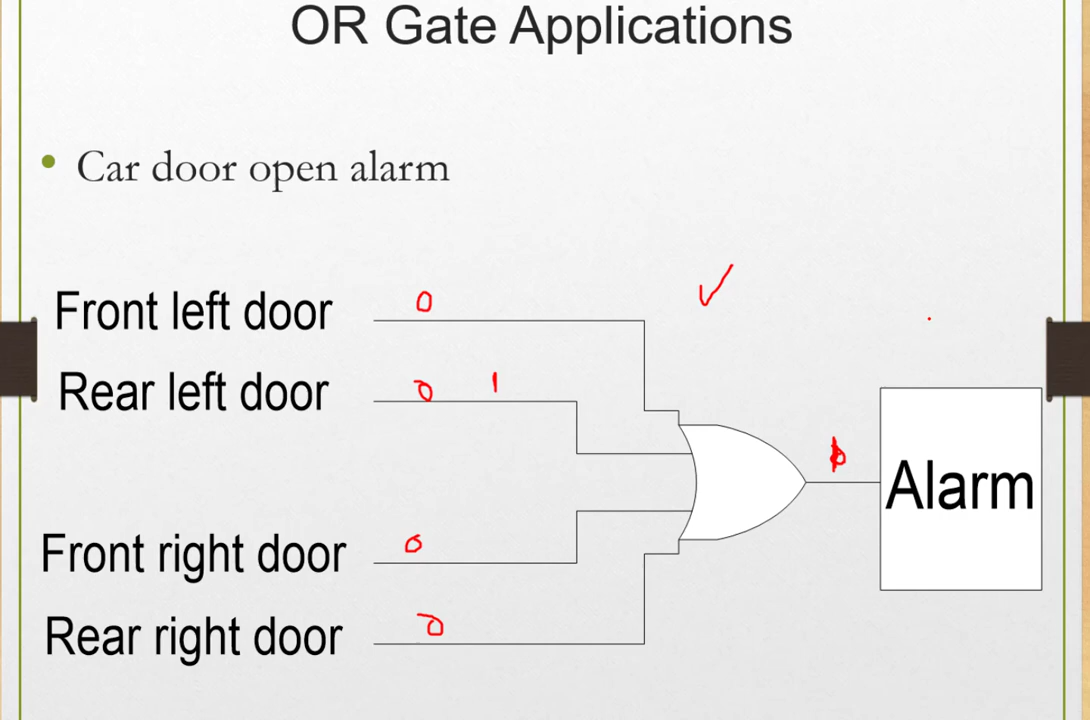 OR Gate Applications
• Car door open alarm
Front left door 0
Rear left door 0 1
Alarm
Front right door 0
Rear right door 0